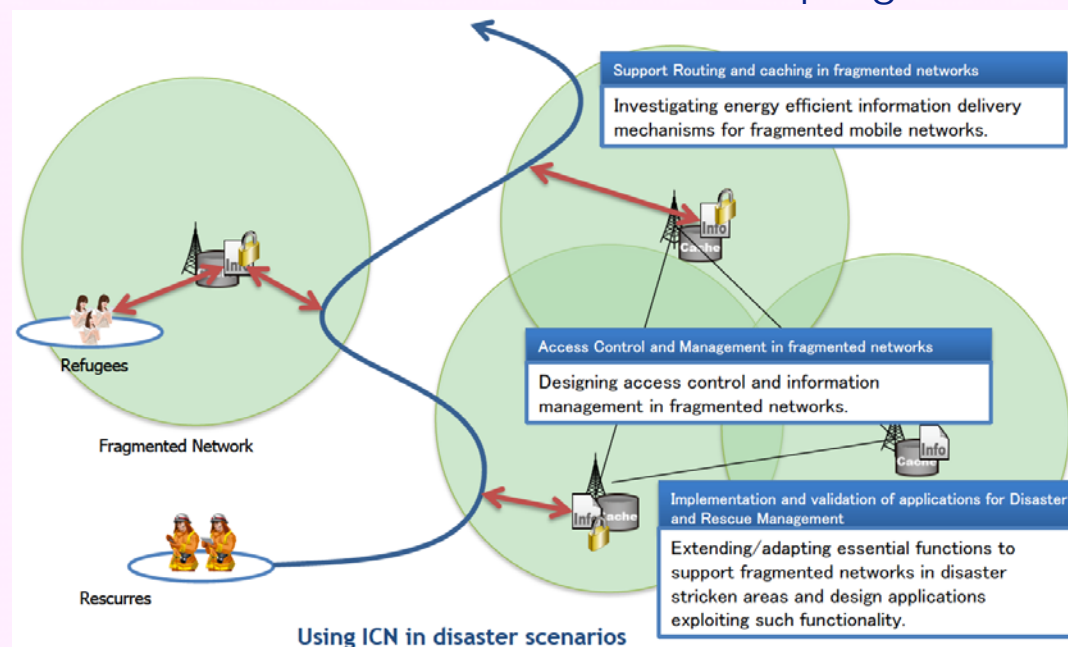 Support Routing and caching in fragmented networks
Investigating energy efficient information delivery
mechanisms for fragmented mobile networks.
Info
Cache
Info
Refugees
Access Control and Management in fragmented networks
Designing access control and information
management in fragmented networks.
Fragmented Network
Info
Cache
Info
Cache
Implementation and validation of applications for Disaster
and Rescue Management
Extending/adapting essential functions to
support fragmented networks in disaster
stricken areas and design applications
exploiting such functionality.
Rescurres
Using ICN in disaster scenarios